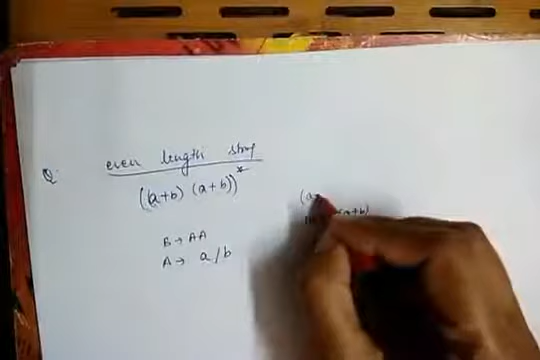 Q. even length string
((a+b) (a+b))*
B → AA
A → a/b
(a
(a+b)